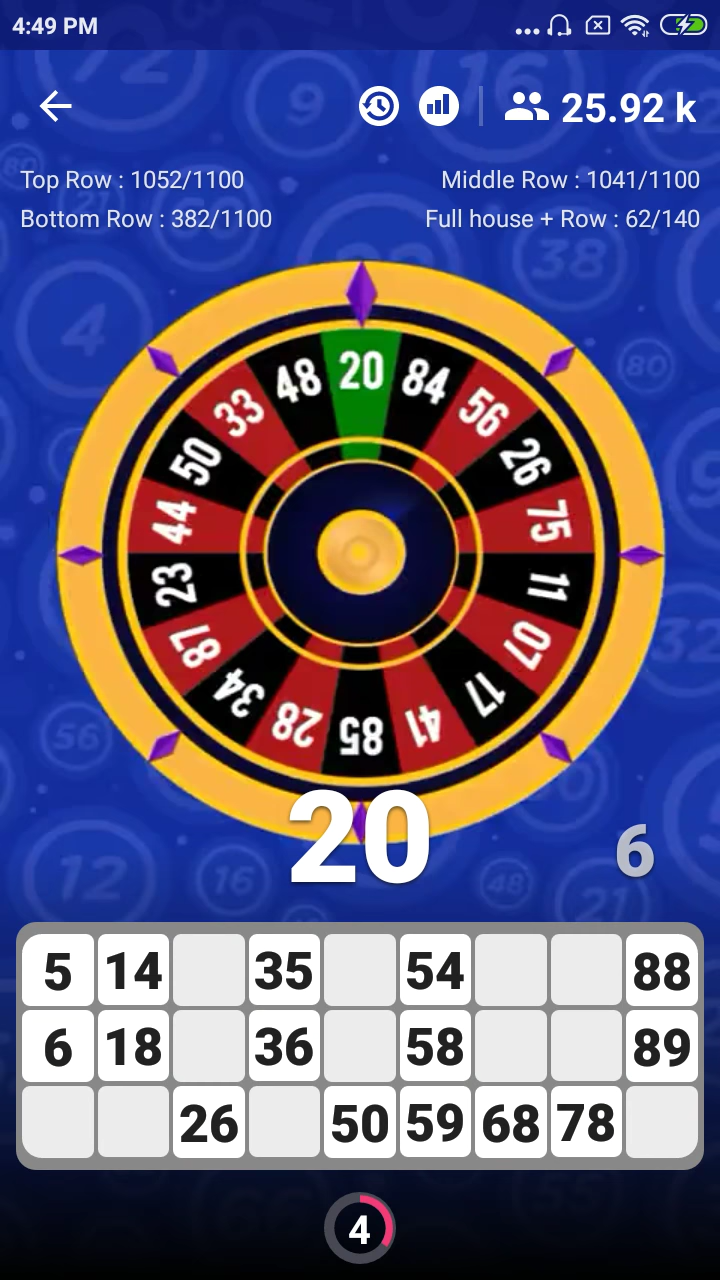 4:49 PM
25.92 k
Top Row : 1052/1100
Middle Row : 1041/1100
Bottom Row : 382/1100
Full house + Row : 62/140
20
84
56
26
75
11
07
17
41
85
28
34
87
23
44
50
33
48
20
6
5 14 35 54 88
6 18 36 58 89
26 50 59 68 78
4